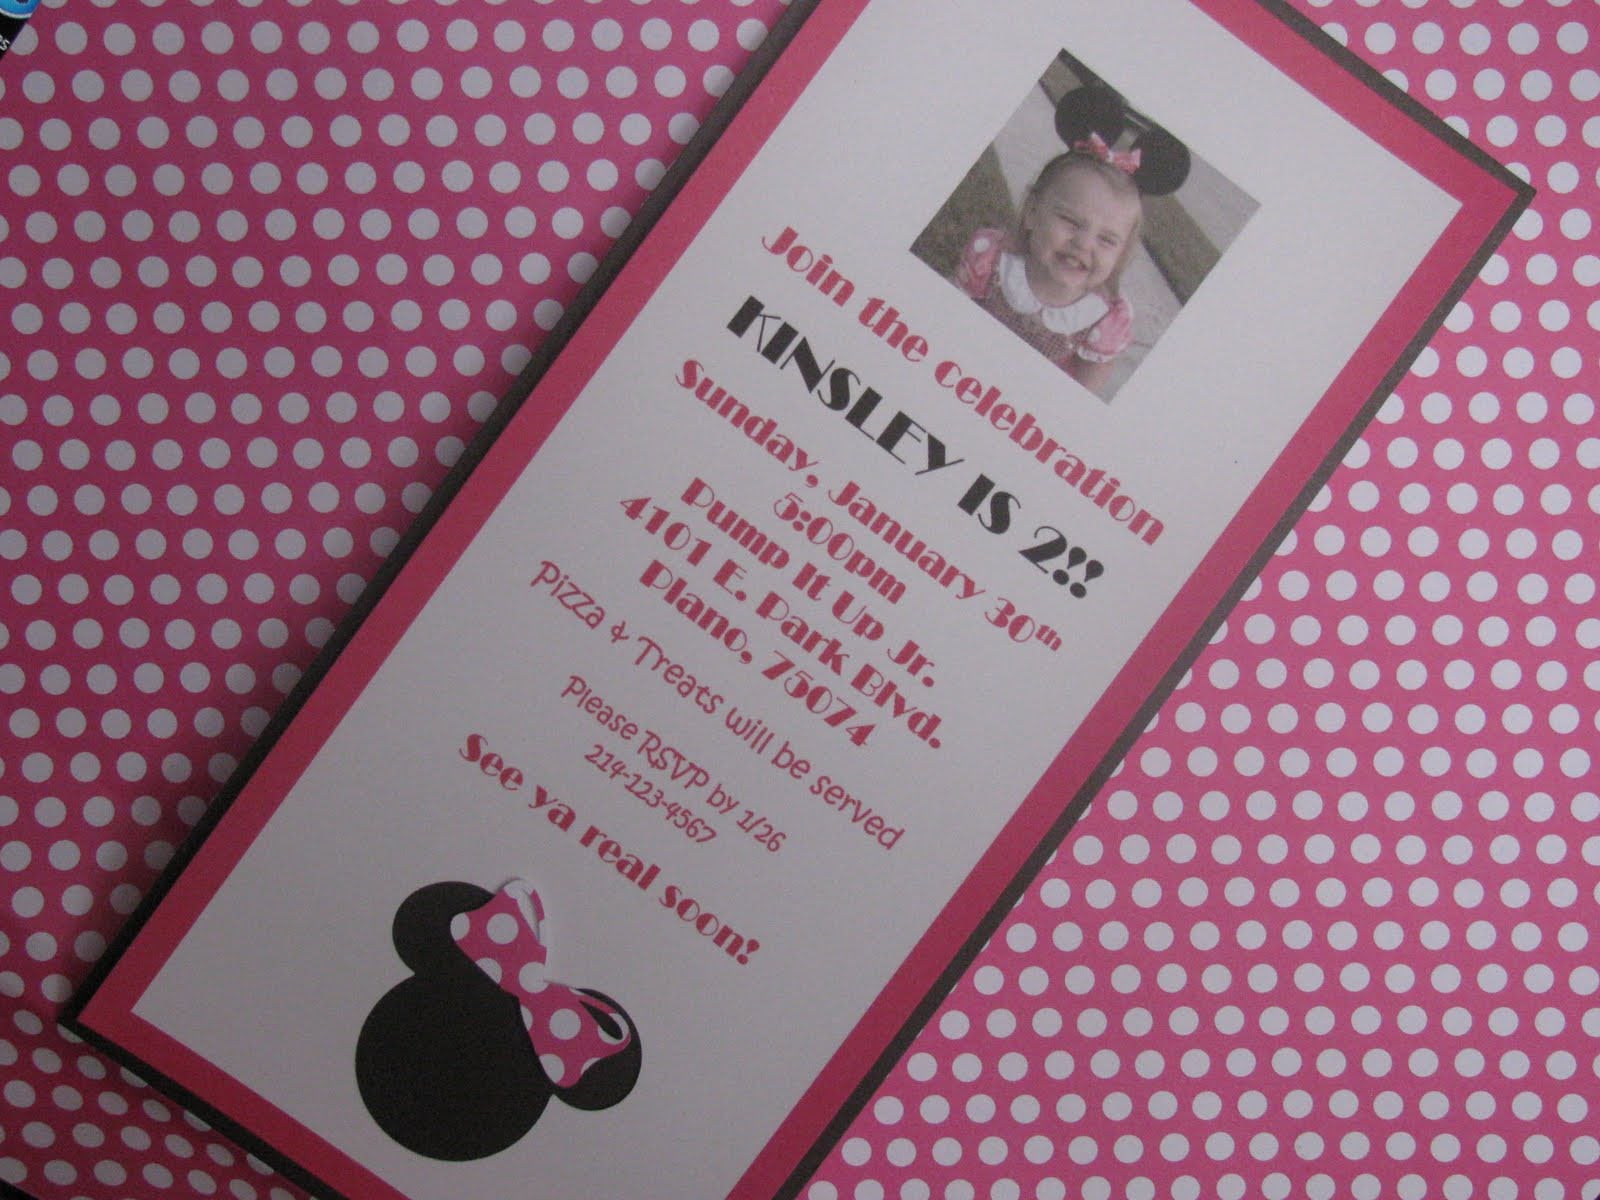 Join the celebration
KINSLEY IS 2!!
Sunday, January 30th
5:00pm
Pump It Up Jr.
4101 E. Park Blvd.
Plano, 75074
Pizza & Treats will be served
Please RSVP by 1/26
214-123-4567
See ya real soon!